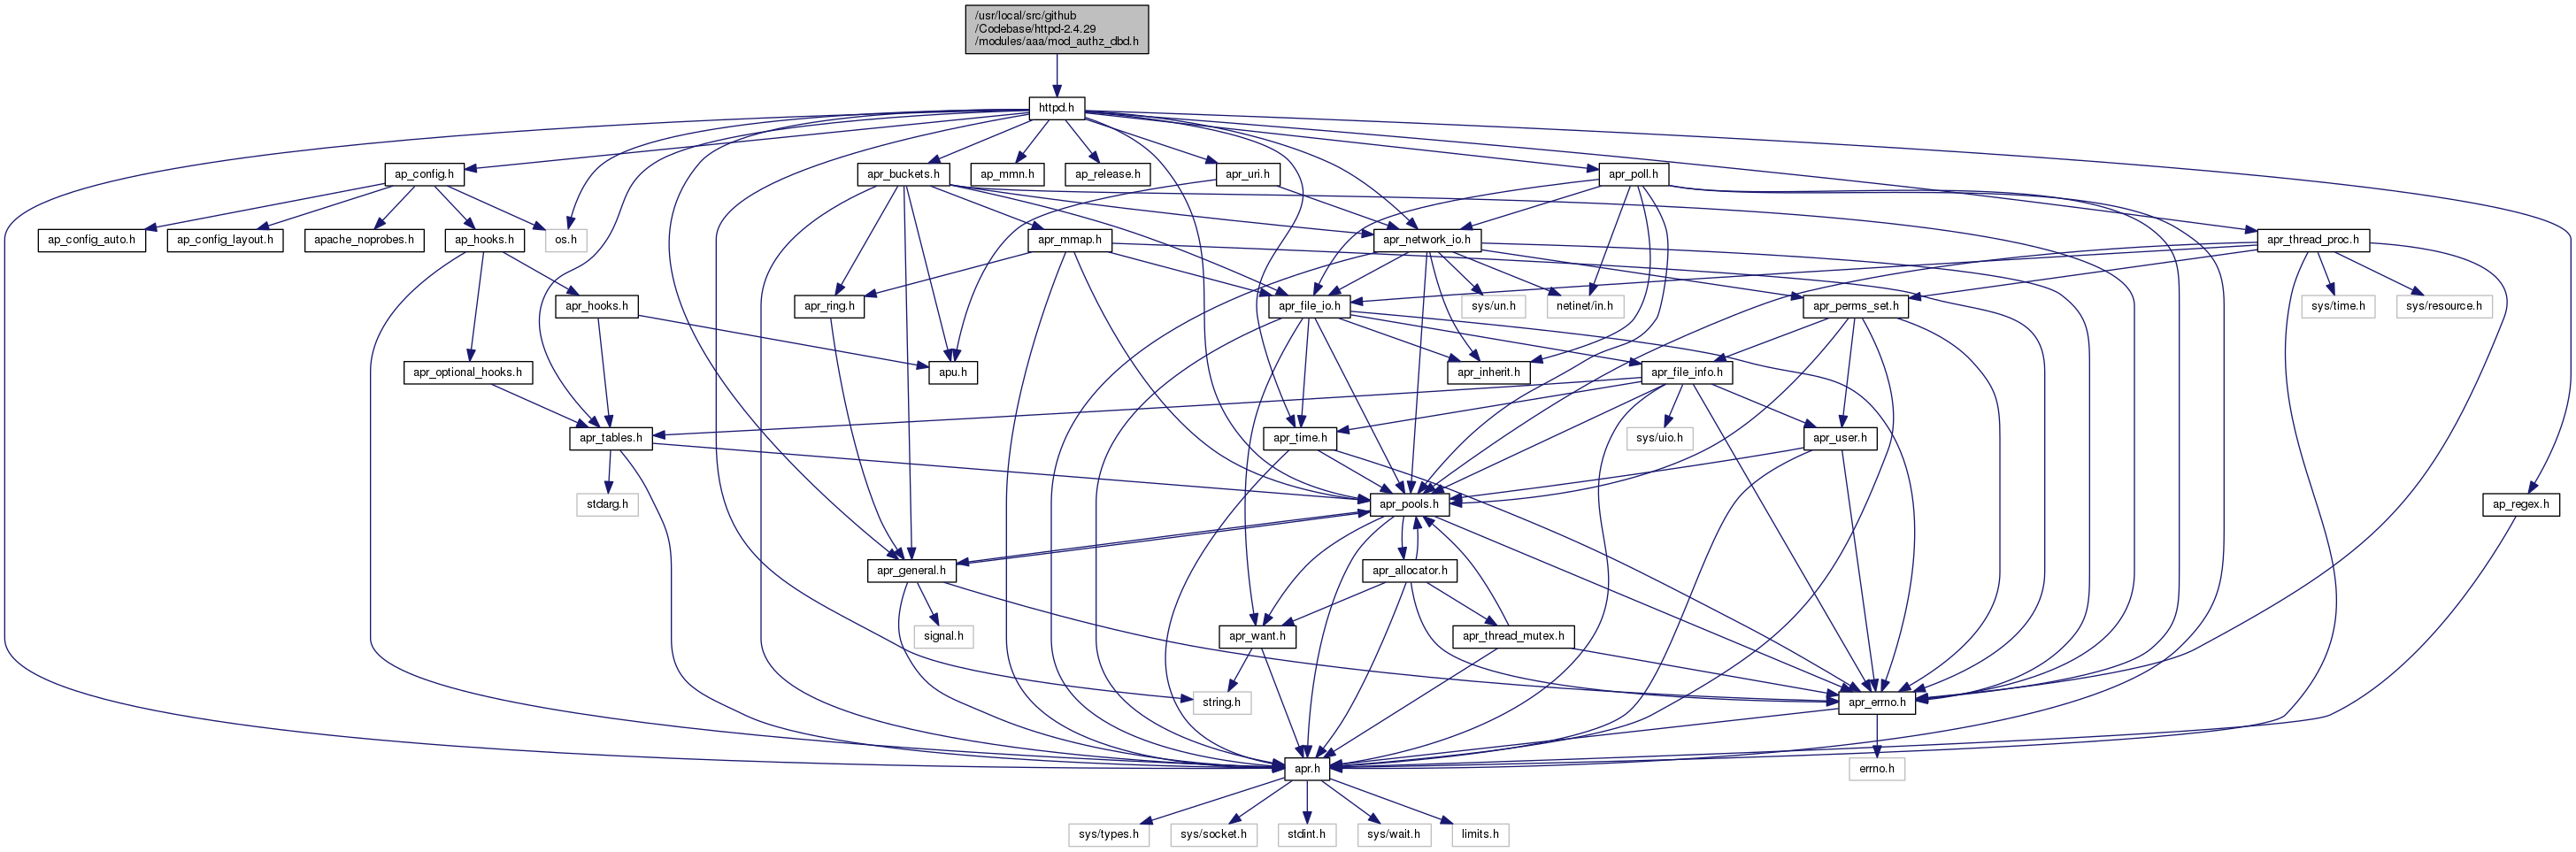 /usr/local/src/github
/Codebase/httpd-2.4.29
/modules/aaa/mod_authz_dbd.h
httpd.h
ap_config.h
apr_buckets.h
ap_mmn.h
ap_release.h
apr_uri.h
apr_poll.h
ap_config_auto.h
ap_config_layout.h
apache_noprobes.h
ap_hooks.h
os.h
apr_mmap.h
apr_network_io.h
apr_thread_proc.h
apr_hooks.h
apr_ring.h
apr_file_io.h
sys/un.h
netinet/in.h
apr_perms_set.h
sys/time.h
sys/resource.h
apr_optional_hooks.h
apu.h
apr_inherit.h
apr_file_info.h
apr_tables.h
apr_time.h
sys/uio.h
apr_user.h
stdarg.h
apr_pools.h
ap_regex.h
apr_general.h
apr_allocator.h
signal.h
apr_want.h
apr_thread_mutex.h
string.h
apr_errno.h
apr.h
errno.h
sys/types.h
sys/socket.h
stdint.h
sys/wait.h
limits.h